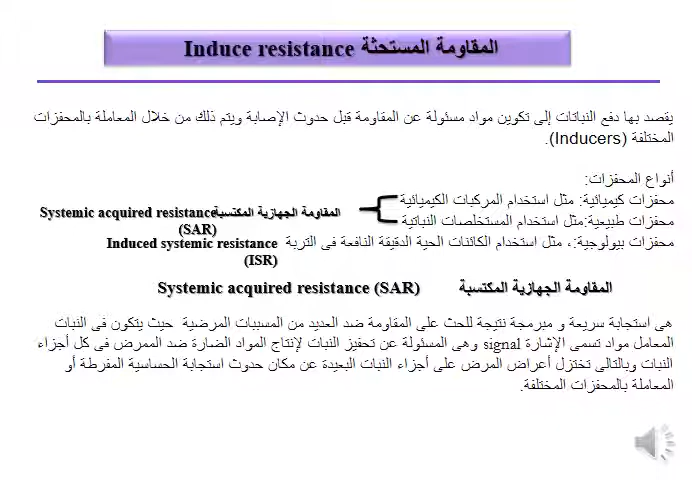 المقاومة المستحثة Induce resistance
يقصد بها دفع النباتات إلى تكوين مواد مسئولة عن المقاومة قبل حدوث الإصابة ويتم ذلك من خلال المعاملة بالمحفزات
المختلفة (Inducers).
أنواع المحفزات:
محفزات كيميائية: مثل استخدام المركبات الكيميائية
محفزات طبيعية:مثل استخدام المستخلصات النباتية
المقاومة الجهازية المكتسبة Systemic acquired resistance
(SAR)
محفزات بيولوجية:، مثل استخدام الكائنات الحية الدقيقة النافعة فى التربة Induced systemic resistance
(ISR)
المقاومة الجهازية المكتسبة Systemic acquired resistance (SAR)
هى استجابة سريعة و مبرمجة نتيجة للحث على المقاومة ضد العديد من المسببات المرضية حيث يتكون فى النبات
المعامل مواد تسمى الإشارة signal وهى المسئولة عن تحفيز النبات لإنتاج المواد الضارة ضد الممرض فى كل أجزاء
النبات وبالتالى تختزل أعراض المرض على أجزاء النبات البعيدة عن مكان حدوث استجابة الحساسية المفرطة أو
المعاملة بالمحفزات المختلفة.